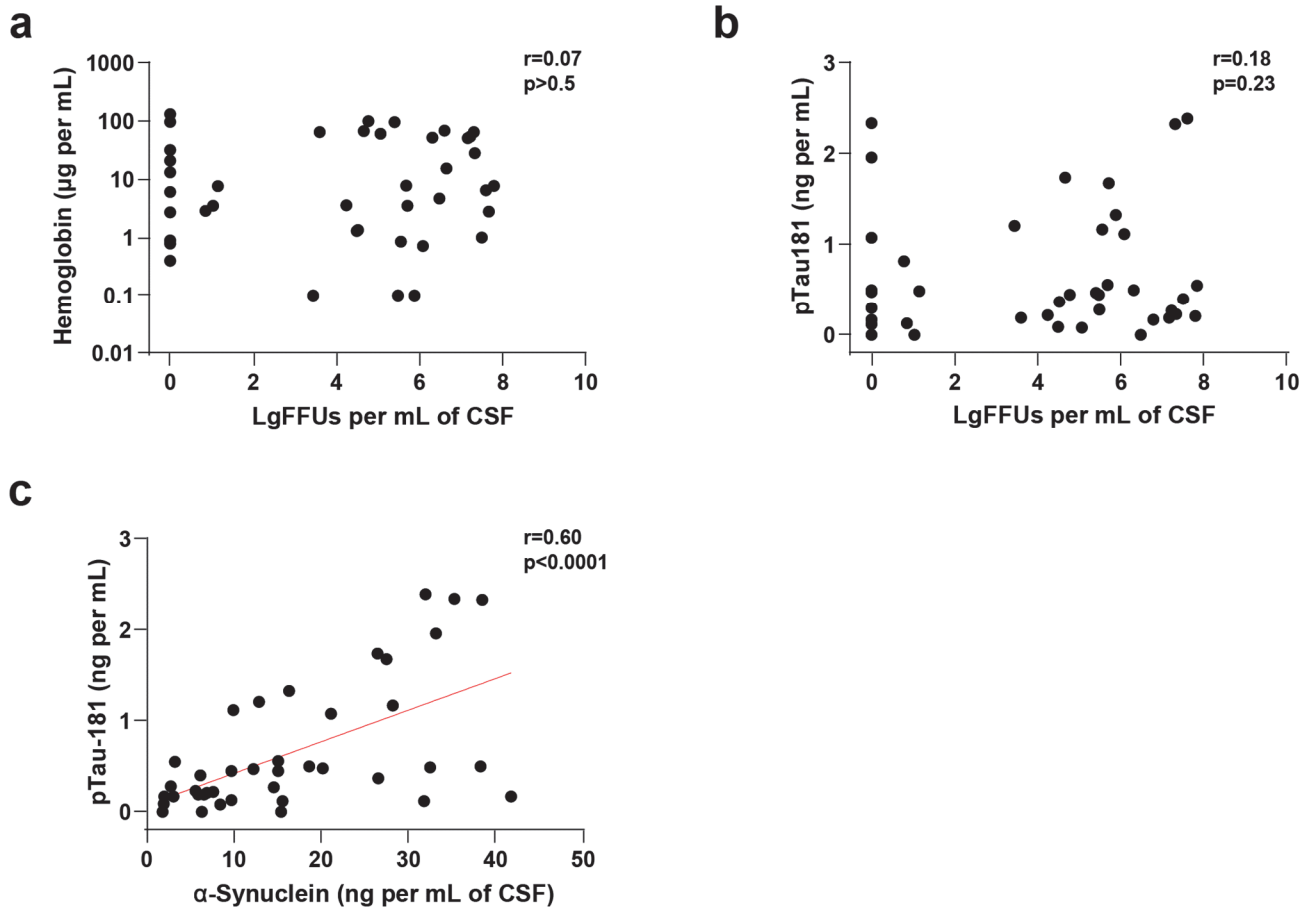 a
r=0.07
p>0.5
Hemoglobin (µg per mL)
1000
100
10
1
0.1
0.01
0 2 4 6 8 10
LgFFUs per mL of CSF
b
r=0.18
p=0.23
pTau181 (ng per mL)
3
2
1
0
0 2 4 6 8 10
LgFFUs per mL of CSF
c
r=0.60
p<0.0001
pTau-181 (ng per mL)
3
2
1
0
0 10 20 30 40 50
α-Synuclein (ng per mL of CSF)